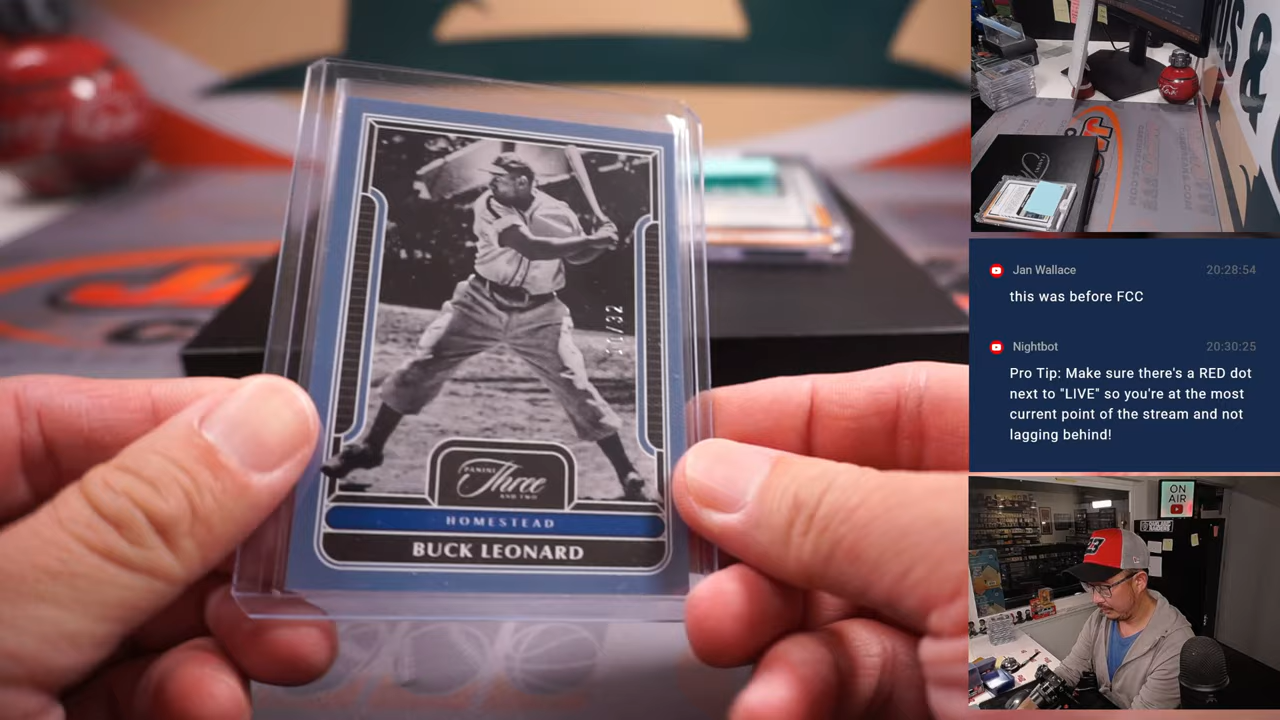 PANINI
Three
AND TWO
HOMESTEAD
BUCK LEONARD
/32
US &
Jan Wallace 20:28:54
this was before FCC
Nightbot 20:30:25
Pro Tip: Make sure there's a RED dot
next to "LIVE" so you're at the most
current point of the stream and not
lagging behind!
ON
AIR
23